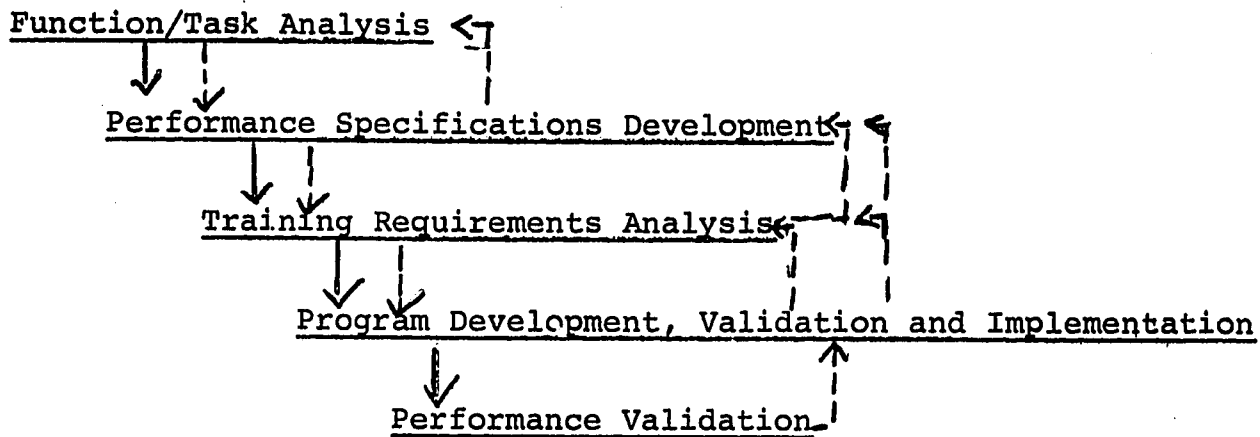 Function/Task Analysis
Performance Specifications Development
Training Requirements Analysis
Program Development, Validation and Implementation
Performance Validation